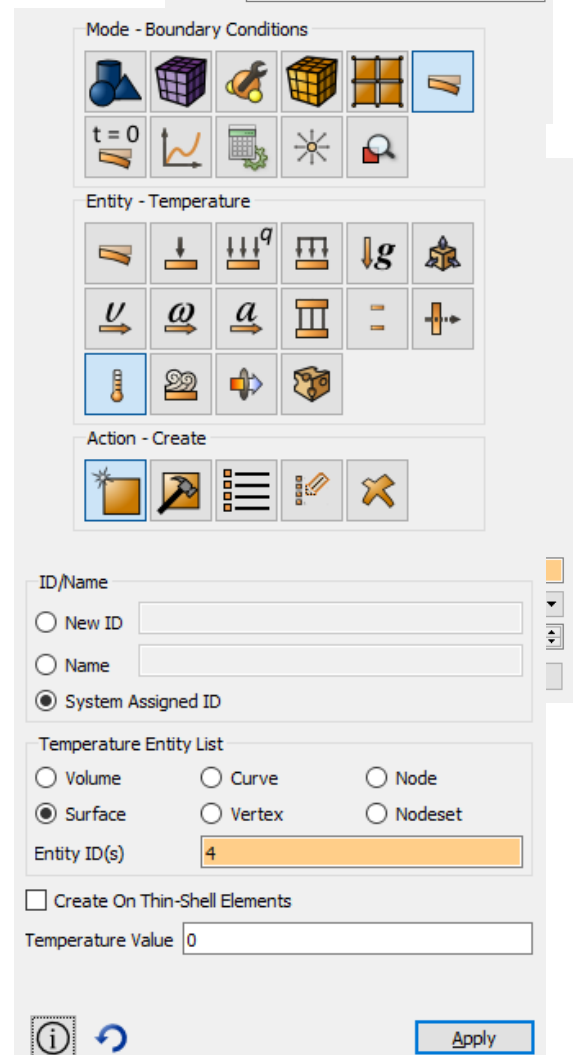 Mode - Boundary Conditions
t = 0
Entity - Temperature
q
g
υ ω a
Action - Create
ID/Name
New ID
Name
System Assigned ID
Temperature Entity List
Volume Curve Node
Surface Vertex Nodeset
Entity ID(s) 4
Create On Thin-Shell Elements
Temperature Value 0
i
Apply